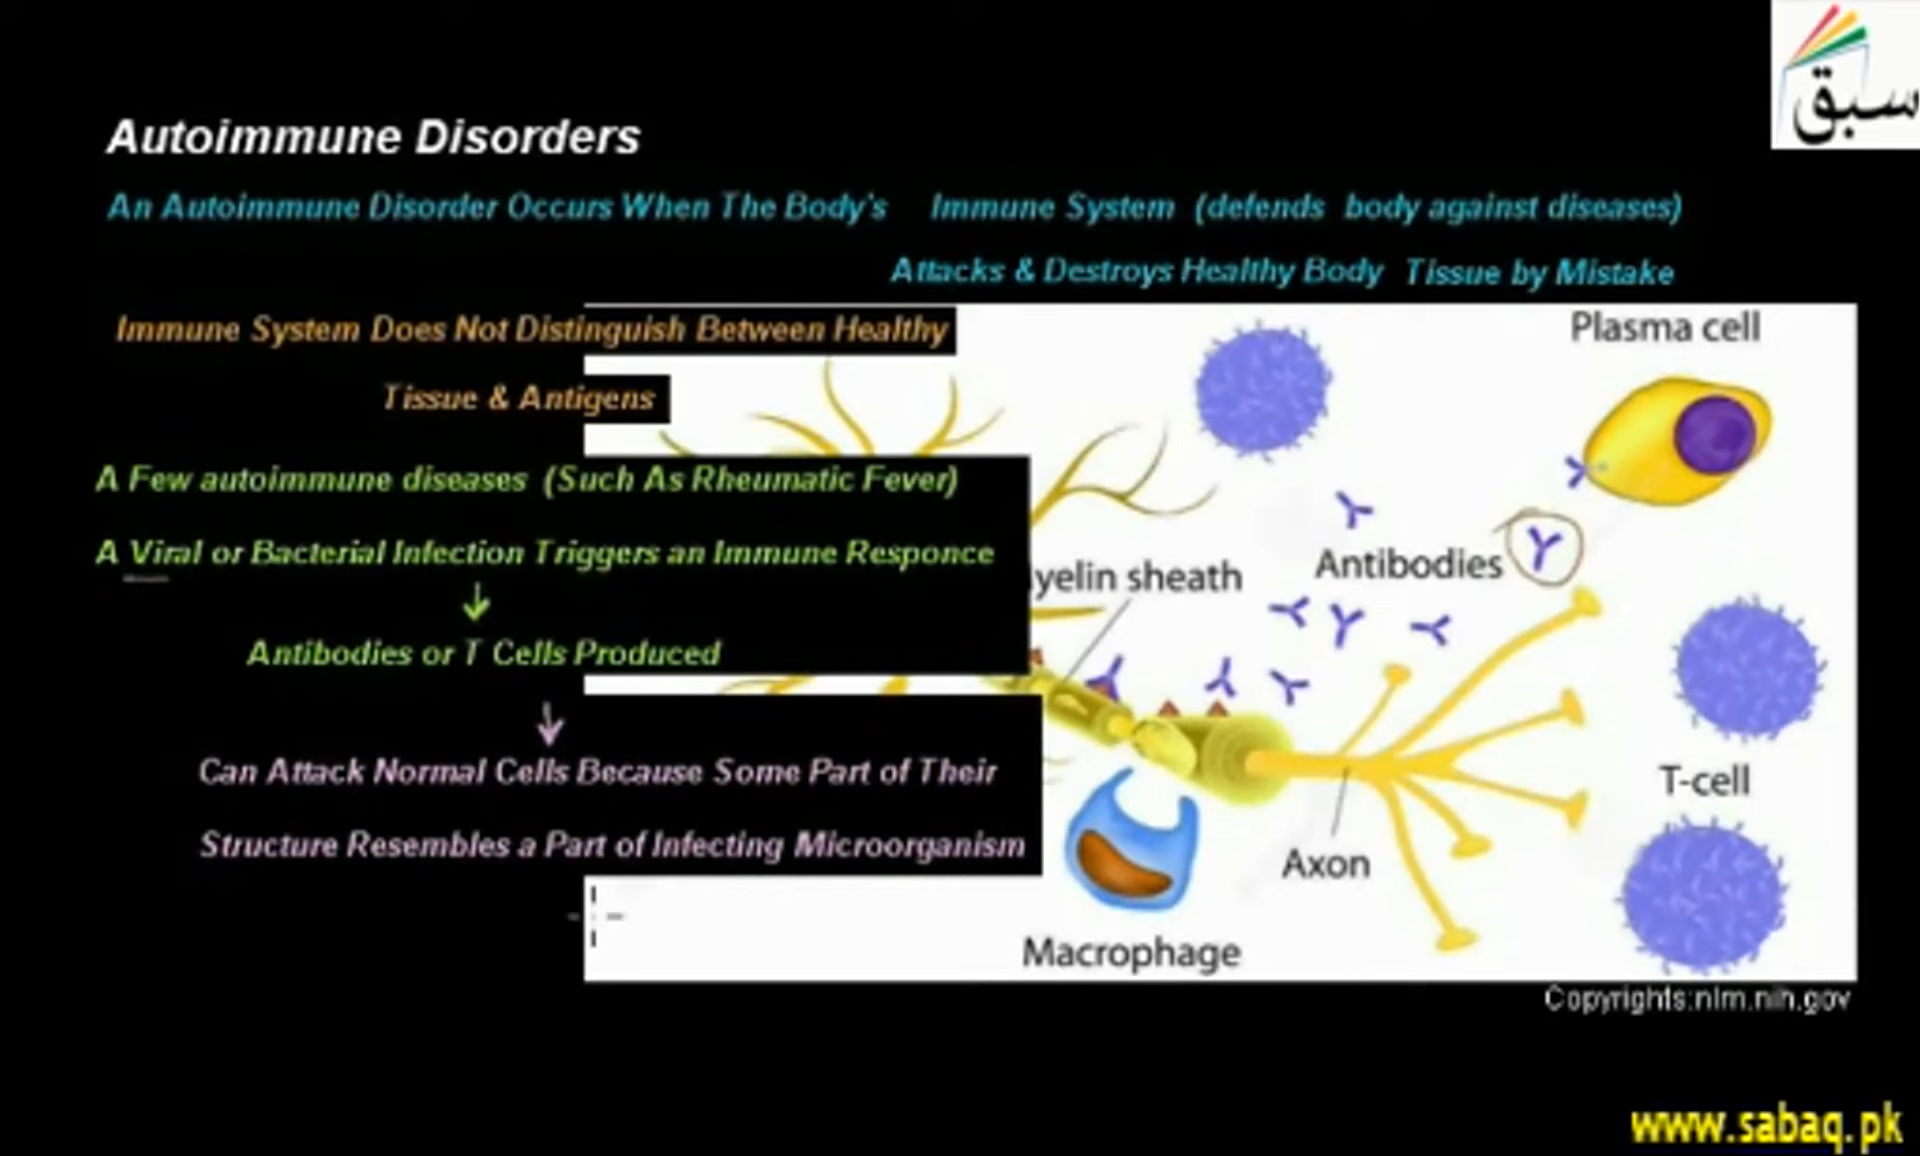 سبق
Autoimmune Disorders
An Autoimmune Disorder Occurs When The Body's Immune System (defends body against diseases)
Attacks & Destroys Healthy Body Tissue by Mistake
Immune System Does Not Distinguish Between Healthy
Tissue & Antigens
A Few autoimmune diseases (Such As Rheumatic Fever)
A Viral or Bacterial Infection Triggers an Immune Responce
Antibodies or T Cells Produced
Can Attack Normal Cells Because Some Part of Their
Structure Resembles a Part of Infecting Microorganism
Plasma cell
Antibodies
yelin sheath
T-cell
Axon
Macrophage
Copyrights:nlm.nih.gov
www.sabaq.pk